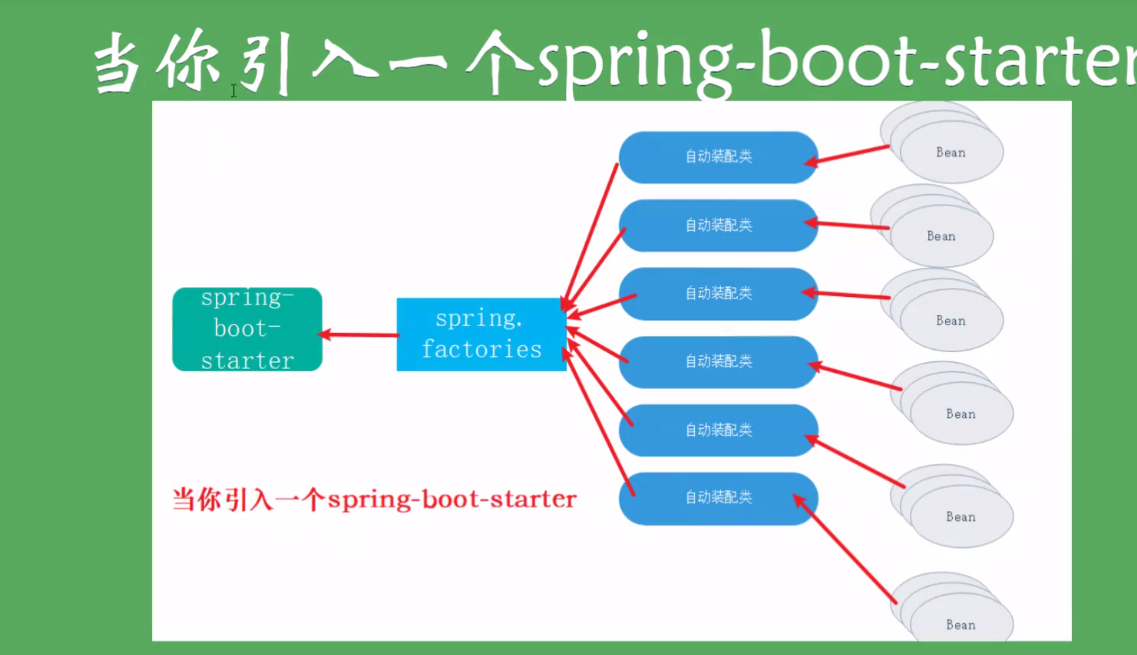 当你引入一个spring-boot-starter
spring-
boot-
starter
spring.
factories
自动装配类
自动装配类
自动装配类
自动装配类
自动装配类
自动装配类
Bean
Bean
Bean
Bean
Bean
Bean
当你引入一个spring-boot-starter